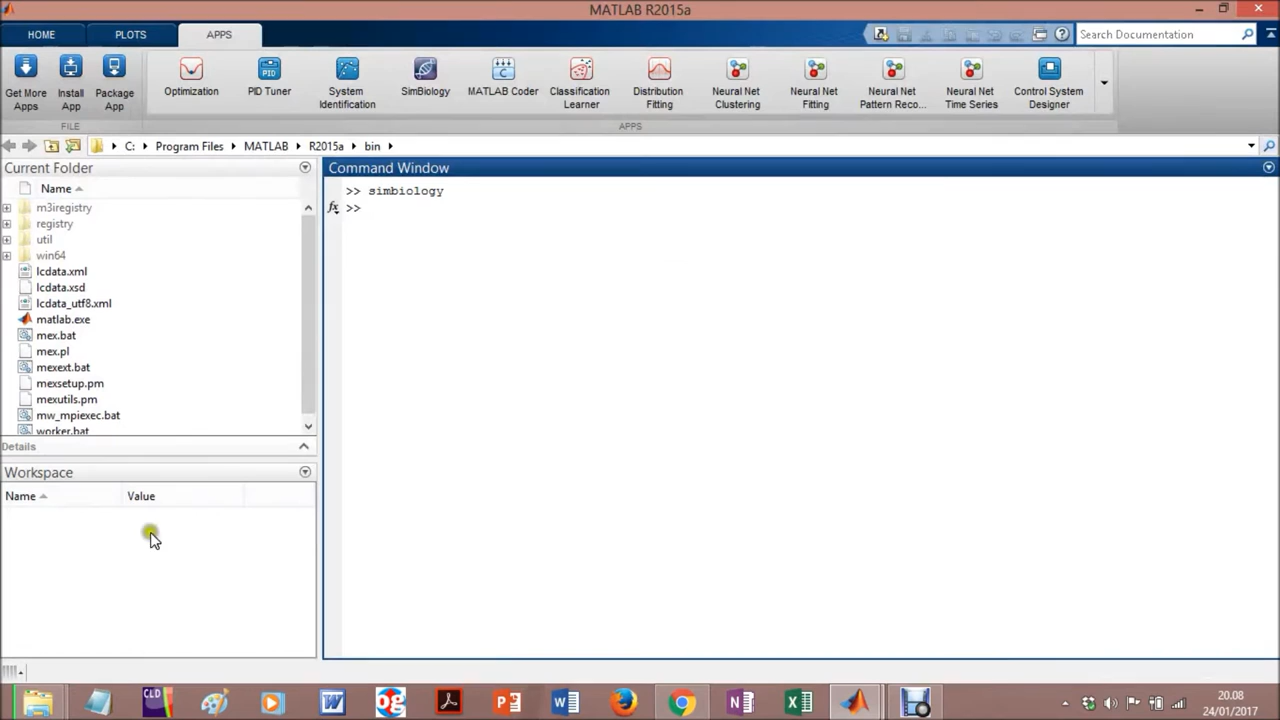 MATLAB R2015a
HOME PLOTS APPS Search Documentation
Get More Apps
Install App
Package App
Optimization
PID
PID Tuner
System Identification
SimBiology
C
MATLAB Coder
Classification Learner
Distribution Fitting
Neural Net Clustering
Neural Net Fitting
Neural Net Pattern Reco...
Neural Net Time Series
Control System Designer
FILE APPS
C: Program Files MATLAB R2015a bin
Current Folder
Name
m3iregistry
registry
util
win64
lcdata.xml
lcdata.xsd
lcdata_utf8.xml
matlab.exe
mex.bat
mex.pl
mexext.bat
mexsetup.pm
mexutils.pm
mw_mpiexec.bat
worker.bat
Details
Workspace
Name Value
Command Window
>> simbiology
fx >>
CLD
20.08
24/01/2017